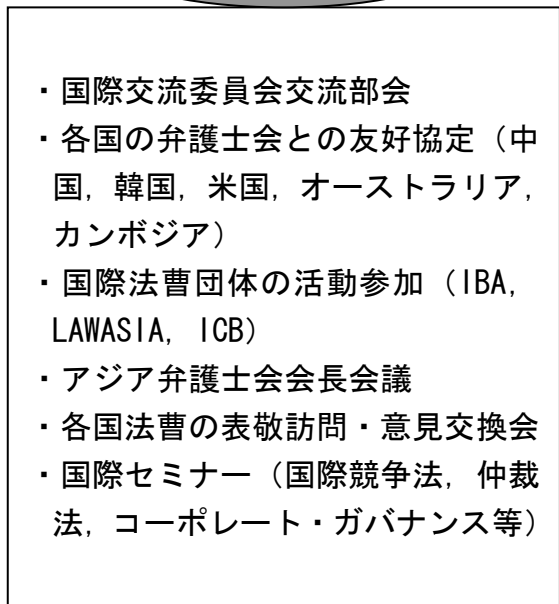 ・国際交流委員会交流部会
・各国の弁護士会との友好協定（中
国，韓国，米国，オーストラリア，
カンボジア）
・国際法曹団体の活動参加（IBA,
LAWASIA, ICB）
・アジア弁護士会会長会議
・各国法曹の表敬訪問・意見交換会
・国際セミナー（国際競争法，仲裁
法，コーポレート・ガバナンス等）